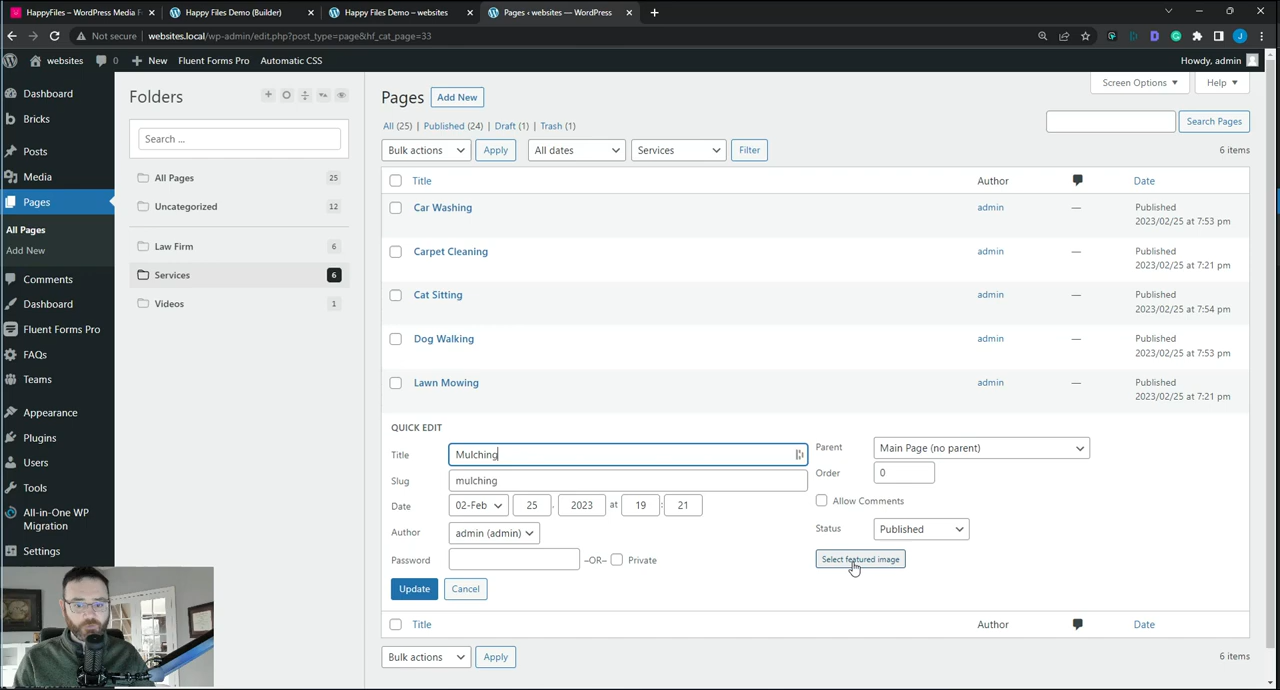 HappyFiles – WordPress Media F
Happy Files Demo (Builder)
Happy Files Demo – websites
Pages ‹ websites — WordPress
Not secure
websites.local/wp-admin/edit.php?post_type=page&hf_cat_page=33
websites
0
New
Fluent Forms Pro
Automatic CSS
Howdy, admin
Dashboard
Bricks
Posts
Media
Pages
All Pages
Add New
Comments
Dashboard
Fluent Forms Pro
FAQs
Teams
Appearance
Plugins
Users
Tools
All-in-One WP
Migration
Settings
Folders
Search ...
All Pages 25
Uncategorized 12
Law Firm 6
Services 6
Videos 1
Pages Add New
Screen Options
Help
All (25) | Published (24) | Draft (1) | Trash (1)
Search Pages
Bulk actions
Apply
All dates
Services
Filter
6 items
Title Author Date
Car Washing admin — Published
2023/02/25 at 7:53 pm
Carpet Cleaning admin — Published
2023/02/25 at 7:21 pm
Cat Sitting admin — Published
2023/02/25 at 7:54 pm
Dog Walking admin — Published
2023/02/25 at 7:53 pm
Lawn Mowing admin — Published
2023/02/25 at 7:21 pm
QUICK EDIT
Title Mulching
Slug mulching
Date 02-Feb 25 , 2023 at 19 : 21
Author admin (admin)
Password –OR– Private
Update Cancel
Parent Main Page (no parent)
Order 0
Allow Comments
Status Published
Select featured image
Title Author Date
Bulk actions
Apply
6 items